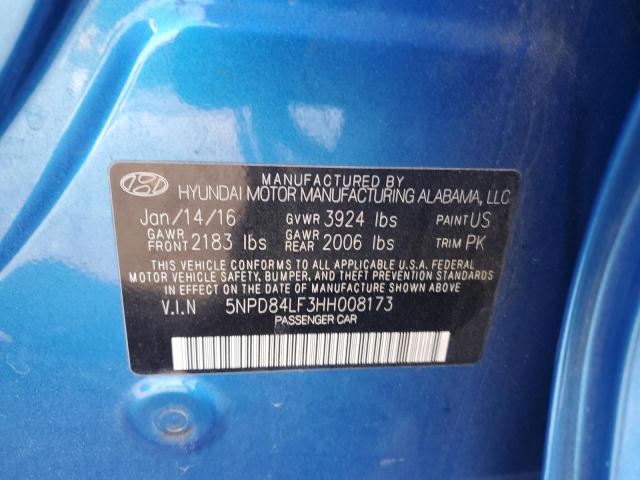 MANUFACTURED BY
HYUNDAI MOTOR MANUFACTURING ALABAMA, LLC
Jan/14/16 GVWR 3924 lbs PAINT US
GAWR FRONT 2183 lbs GAWR REAR 2006 lbs TRIM PK
THIS VEHICLE CONFORMS TO ALL APPLICABLE U.S.A. FEDERAL
MOTOR VEHICLE SAFETY, BUMPER, AND THEFT PREVENTION
STANDARDS IN EFFECT ON THE DATE OF MANUFACTURE SHOWN ABOVE.
V.I.N 5NPD84LF3HH008173
PASSENGER CAR